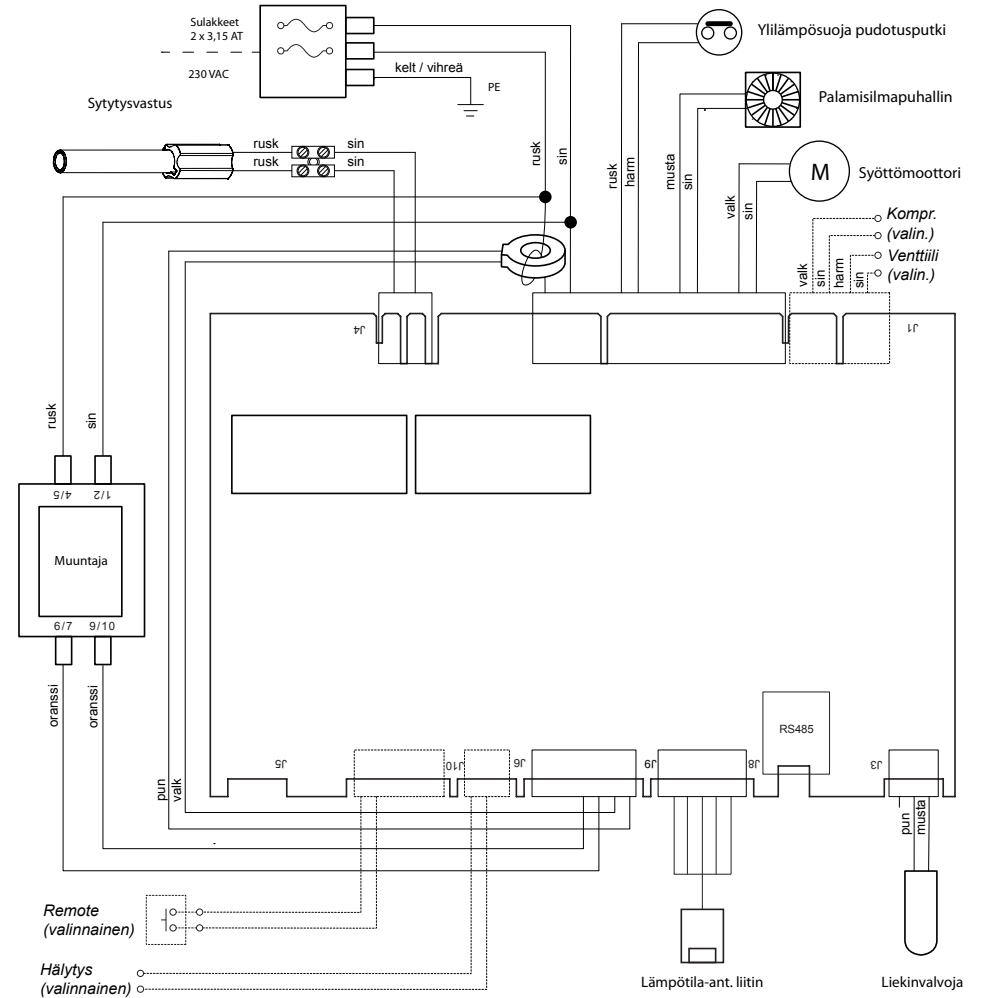 Sulakkeet
2 x 3,15 AT
230 VAC
kelt / vihreä
PE
Sytytysvastus
rusk
rusk
sin
sin
rusk
sin
Ylilämpösuoja pudotusputki
rusk
harm
Palamisilmapuhallin
musta
sin
M
Syöttömoottori
valk
sin
Kompr.
(valin.)
Venttiili
(valin.)
valk
sin
harm
sin
J4
J1
rusk
sin
4/5
1/2
Muuntaja
6/7
9/10
oranssi
oranssi
pun
valk
RS485
J5
J10
J6
J9
J8
J3
pun
musta
Remote
(valinnainen)
Hälytys
(valinnainen)
Lämpötila-ant. liitin
Liekinvalvoja